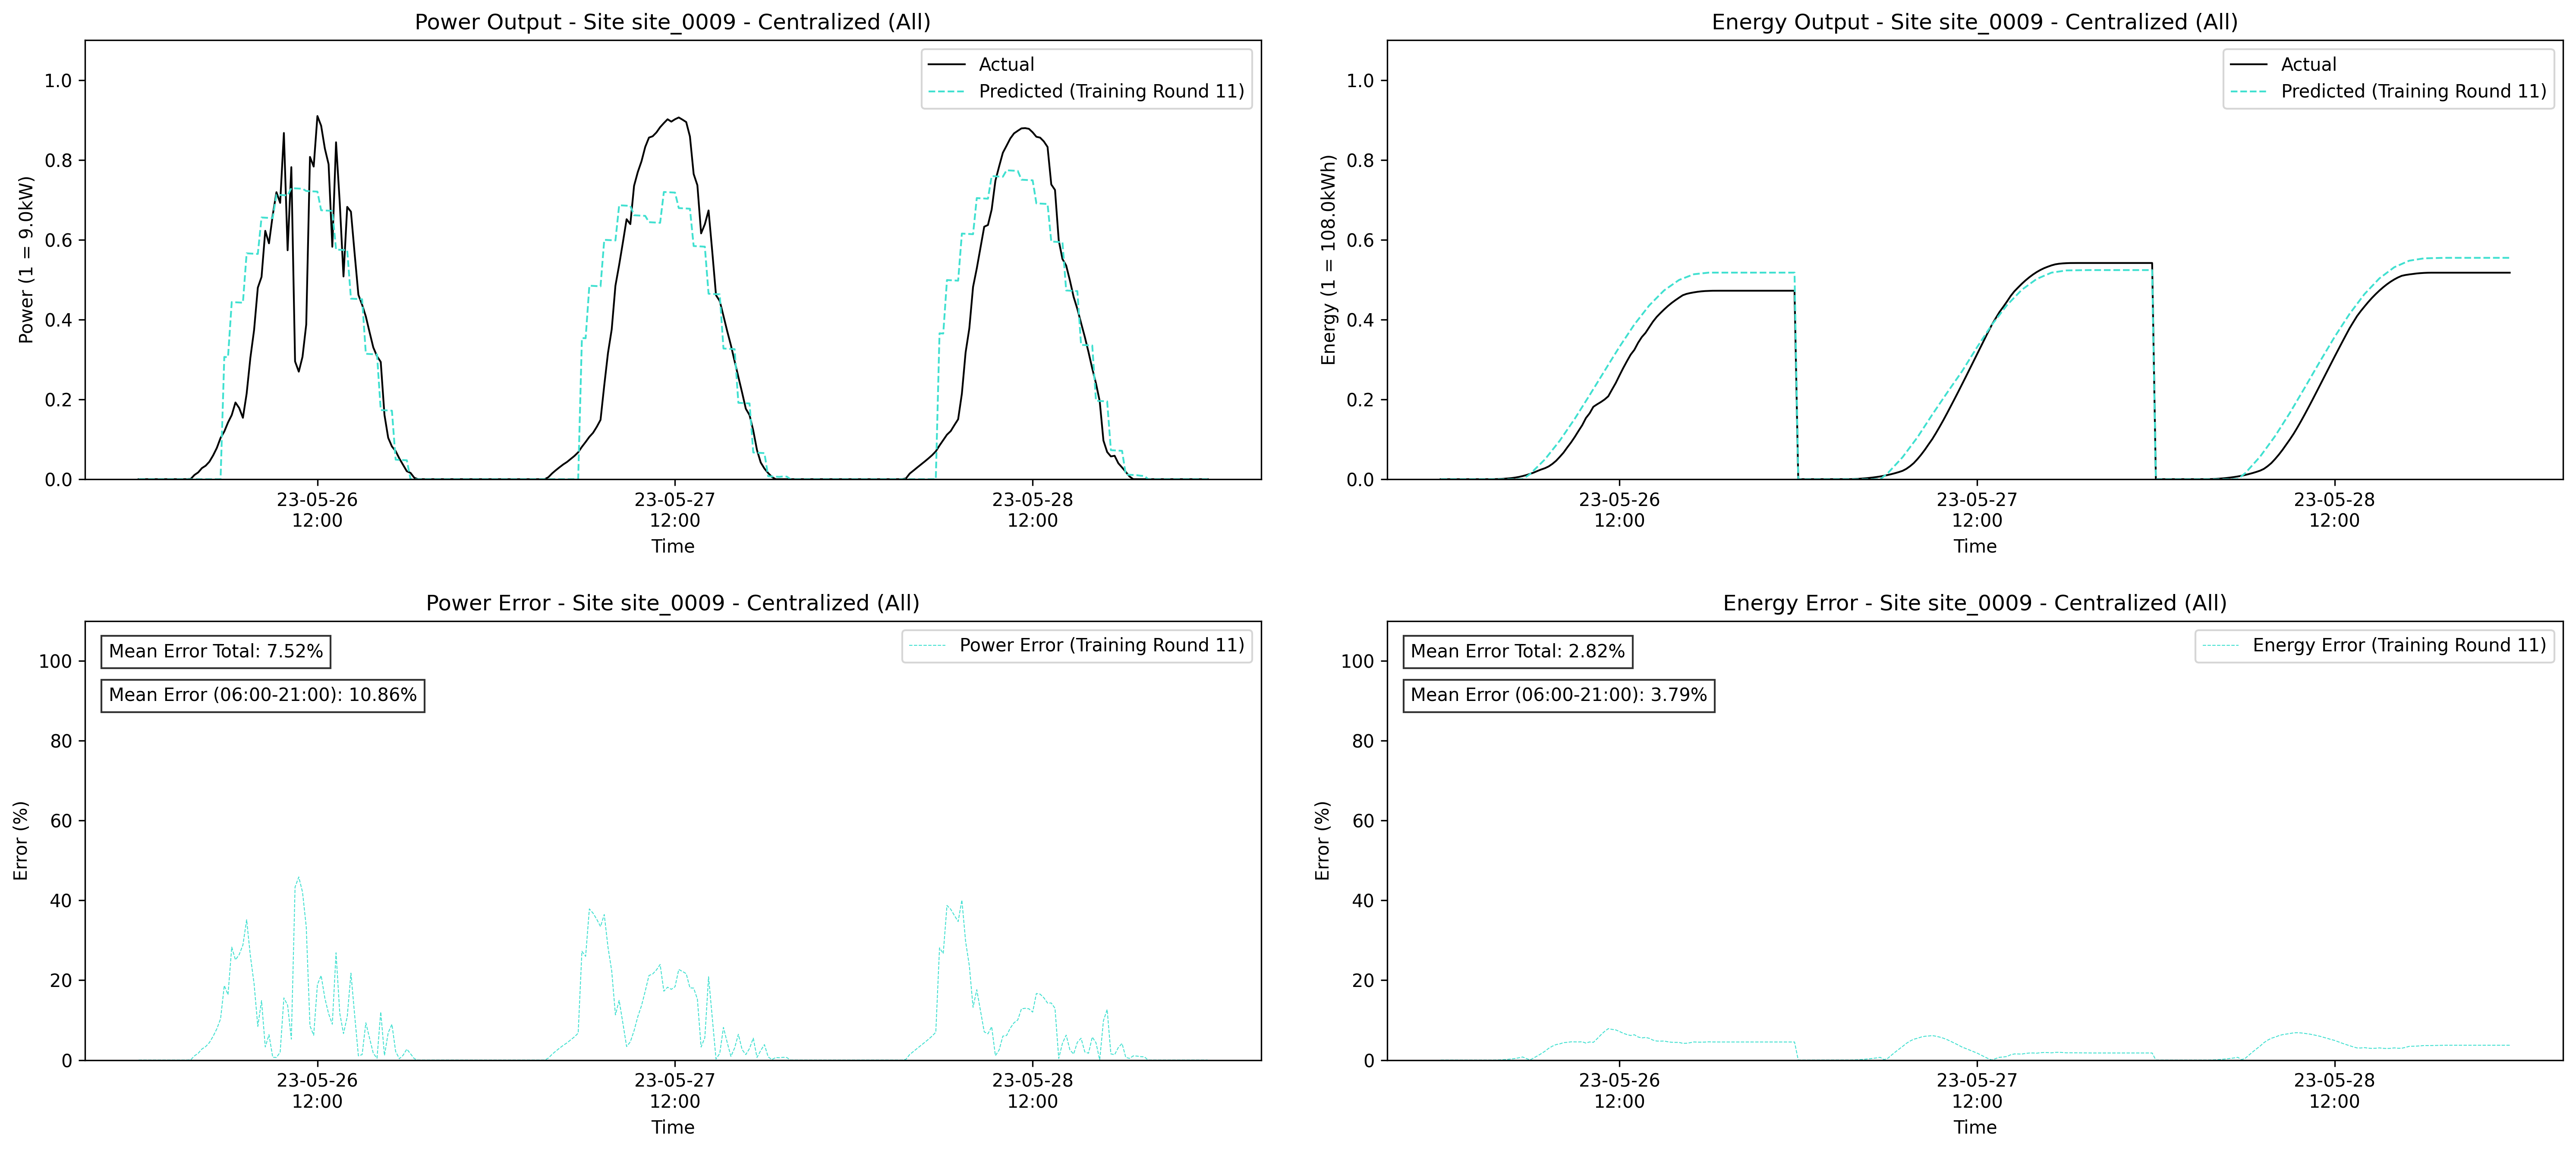 Power Output - Site site_0009 - Centralized (All)
Actual
Predicted (Training Round 11)
Power (1 = 9.0kW)
1.0
0.8
0.6
0.4
0.2
0.0
23-05-26
12:00
23-05-27
12:00
23-05-28
12:00
Time
Energy Output - Site site_0009 - Centralized (All)
Actual
Predicted (Training Round 11)
Energy (1 = 108.0kWh)
1.0
0.8
0.6
0.4
0.2
0.0
23-05-26
12:00
23-05-27
12:00
23-05-28
12:00
Time
Power Error - Site site_0009 - Centralized (All)
Mean Error Total: 7.52%
Mean Error (06:00-21:00): 10.86%
Power Error (Training Round 11)
Error (%)
100
80
60
40
20
0
23-05-26
12:00
23-05-27
12:00
23-05-28
12:00
Time
Energy Error - Site site_0009 - Centralized (All)
Mean Error Total: 2.82%
Mean Error (06:00-21:00): 3.79%
Energy Error (Training Round 11)
Error (%)
100
80
60
40
20
0
23-05-26
12:00
23-05-27
12:00
23-05-28
12:00
Time